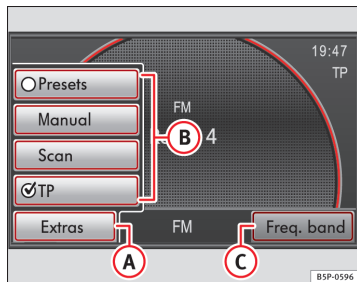 19:47
TP
Presets
FM
Manual
B
4
Scan
TP
Extras
FM
Freq. band
A
C
B5P-0596